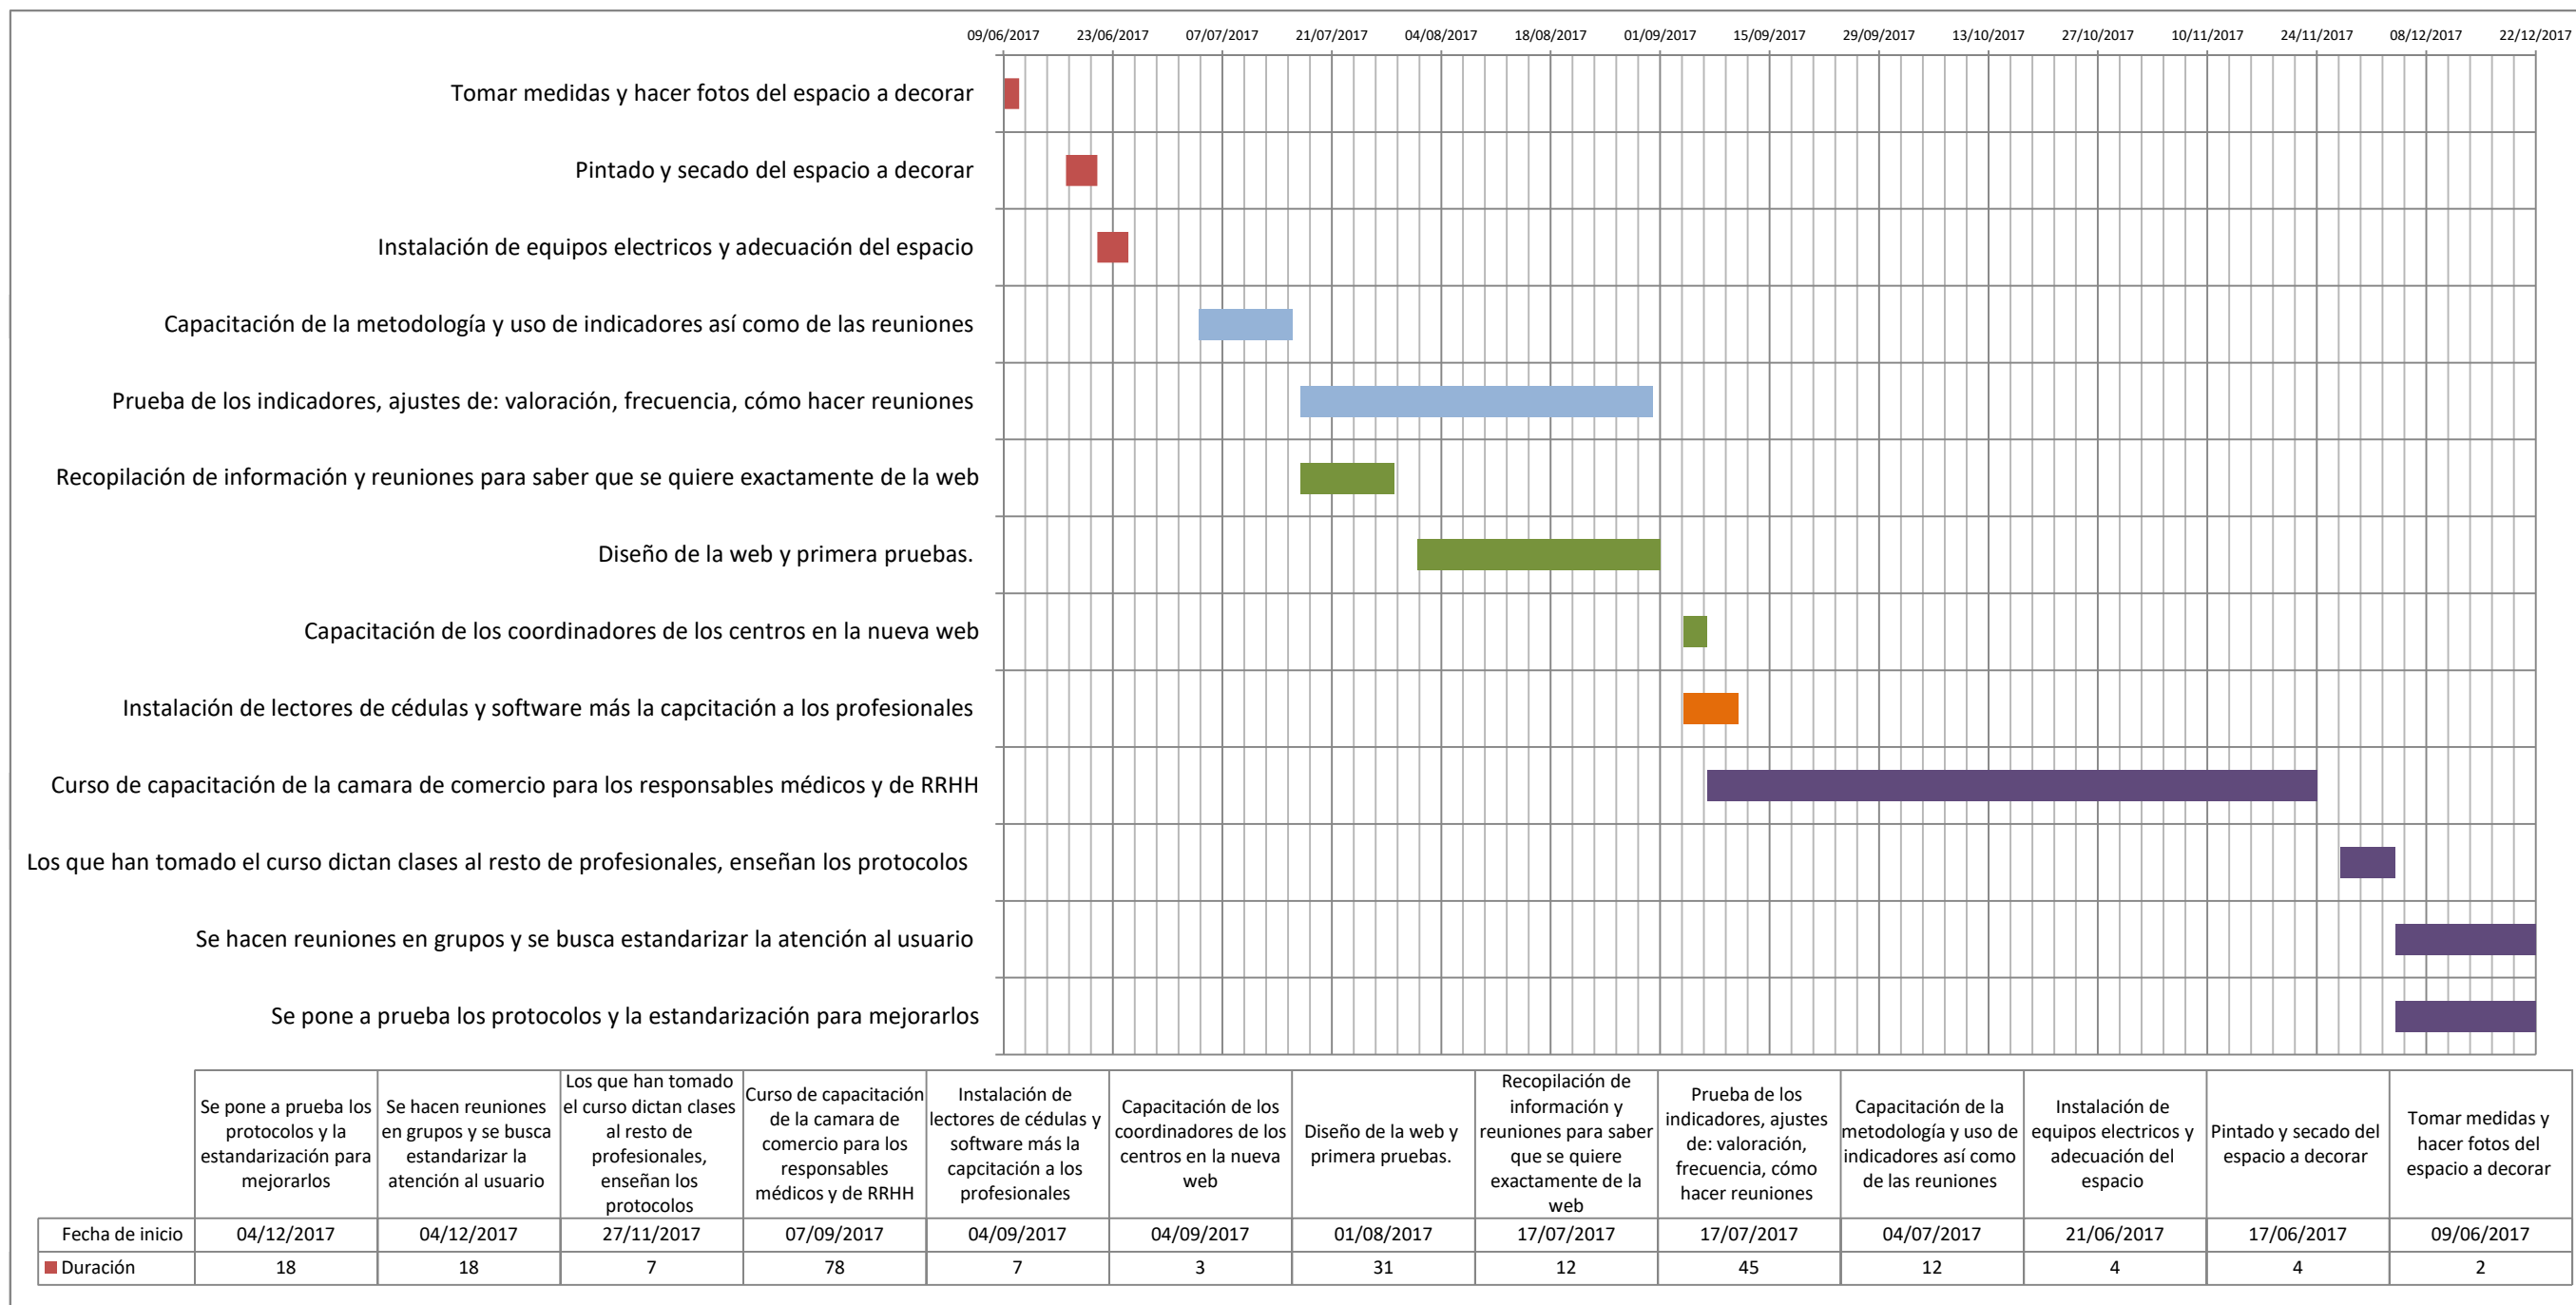 09/06/2017 23/06/2017 07/07/2017 21/07/2017 04/08/2017 18/08/2017 01/09/2017 15/09/2017 29/09/2017 13/10/2017 27/10/2017 10/11/2017 24/11/2017 08/12/2017 22/12/2017
Tomar medidas y hacer fotos del espacio a decorar
Pintado y secado del espacio a decorar
Instalación de equipos electricos y adecuación del espacio
Capacitación de la metodología y uso de indicadores así como de las reuniones
Prueba de los indicadores, ajustes de: valoración, frecuencia, cómo hacer reuniones
Recopilación de información y reuniones para saber que se quiere exactamente de la web
Diseño de la web y primera pruebas.
Capacitación de los coordinadores de los centros en la nueva web
Instalación de lectores de cédulas y software más la capcitación a los profesionales
Curso de capacitación de la camara de comercio para los responsables médicos y de RRHH
Los que han tomado el curso dictan clases al resto de profesionales, enseñan los protocolos
Se hacen reuniones en grupos y se busca estandarizar la atención al usuario
Se pone a prueba los protocolos y la estandarización para mejorarlos
Se pone a prueba los
protocolos y la
estandarización para
mejorarlos
Se hacen reuniones
en grupos y se busca
estandarizar la
atención al usuario
Los que han tomado
el curso dictan clases
al resto de
profesionales,
enseñan los
protocolos
Curso de capacitación
de la camara de
comercio para los
responsables
médicos y de RRHH
Instalación de
lectores de cédulas y
software más la
capcitación a los
profesionales
Capacitación de los
coordinadores de los
centros en la nueva
web
Diseño de la web y
primera pruebas.
Recopilación de
información y
reuniones para saber
que se quiere
exactamente de la
web
Prueba de los
indicadores, ajustes
de: valoración,
frecuencia, cómo
hacer reuniones
Capacitación de la
metodología y uso de
indicadores así como
de las reuniones
Instalación de
equipos electricos y
adecuación del
espacio
Pintado y secado del
espacio a decorar
Tomar medidas y
hacer fotos del
espacio a decorar
Fecha de inicio 04/12/2017 04/12/2017 27/11/2017 07/09/2017 04/09/2017 04/09/2017 01/08/2017 17/07/2017 17/07/2017 04/07/2017 21/06/2017 17/06/2017 09/06/2017
Duración 18 18 7 78 7 3 31 12 45 12 4 4 2